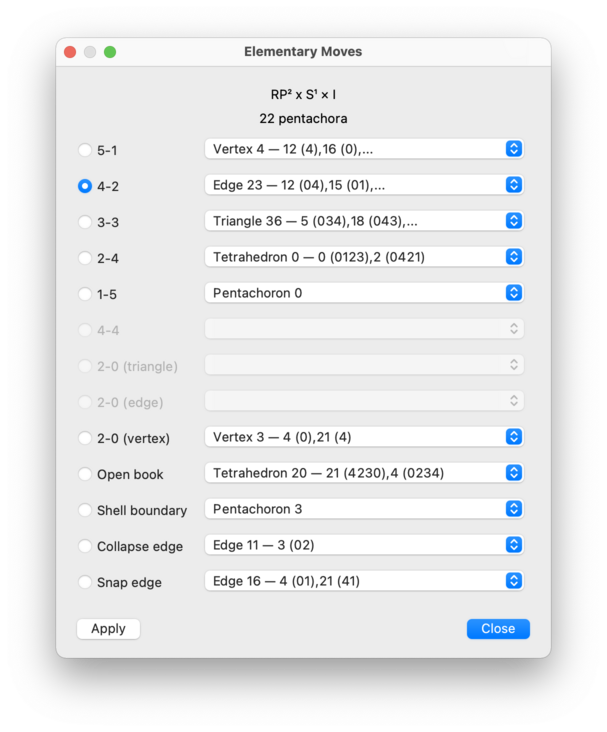 Elementary Moves
RP² x S¹ × I
22 pentachora
5-1 Vertex 4 — 12 (4),16 (0),...
4-2 Edge 23 — 12 (04),15 (01),...
3-3 Triangle 36 — 5 (034),18 (043),...
2-4 Tetrahedron 0 — 0 (0123),2 (0421)
1-5 Pentachoron 0
4-4
2-0 (triangle)
2-0 (edge)
2-0 (vertex) Vertex 3 — 4 (0),21 (4)
Open book Tetrahedron 20 — 21 (4230),4 (0234)
Shell boundary Pentachoron 3
Collapse edge Edge 11 — 3 (02)
Snap edge Edge 16 — 4 (01),21 (41)
Apply Close